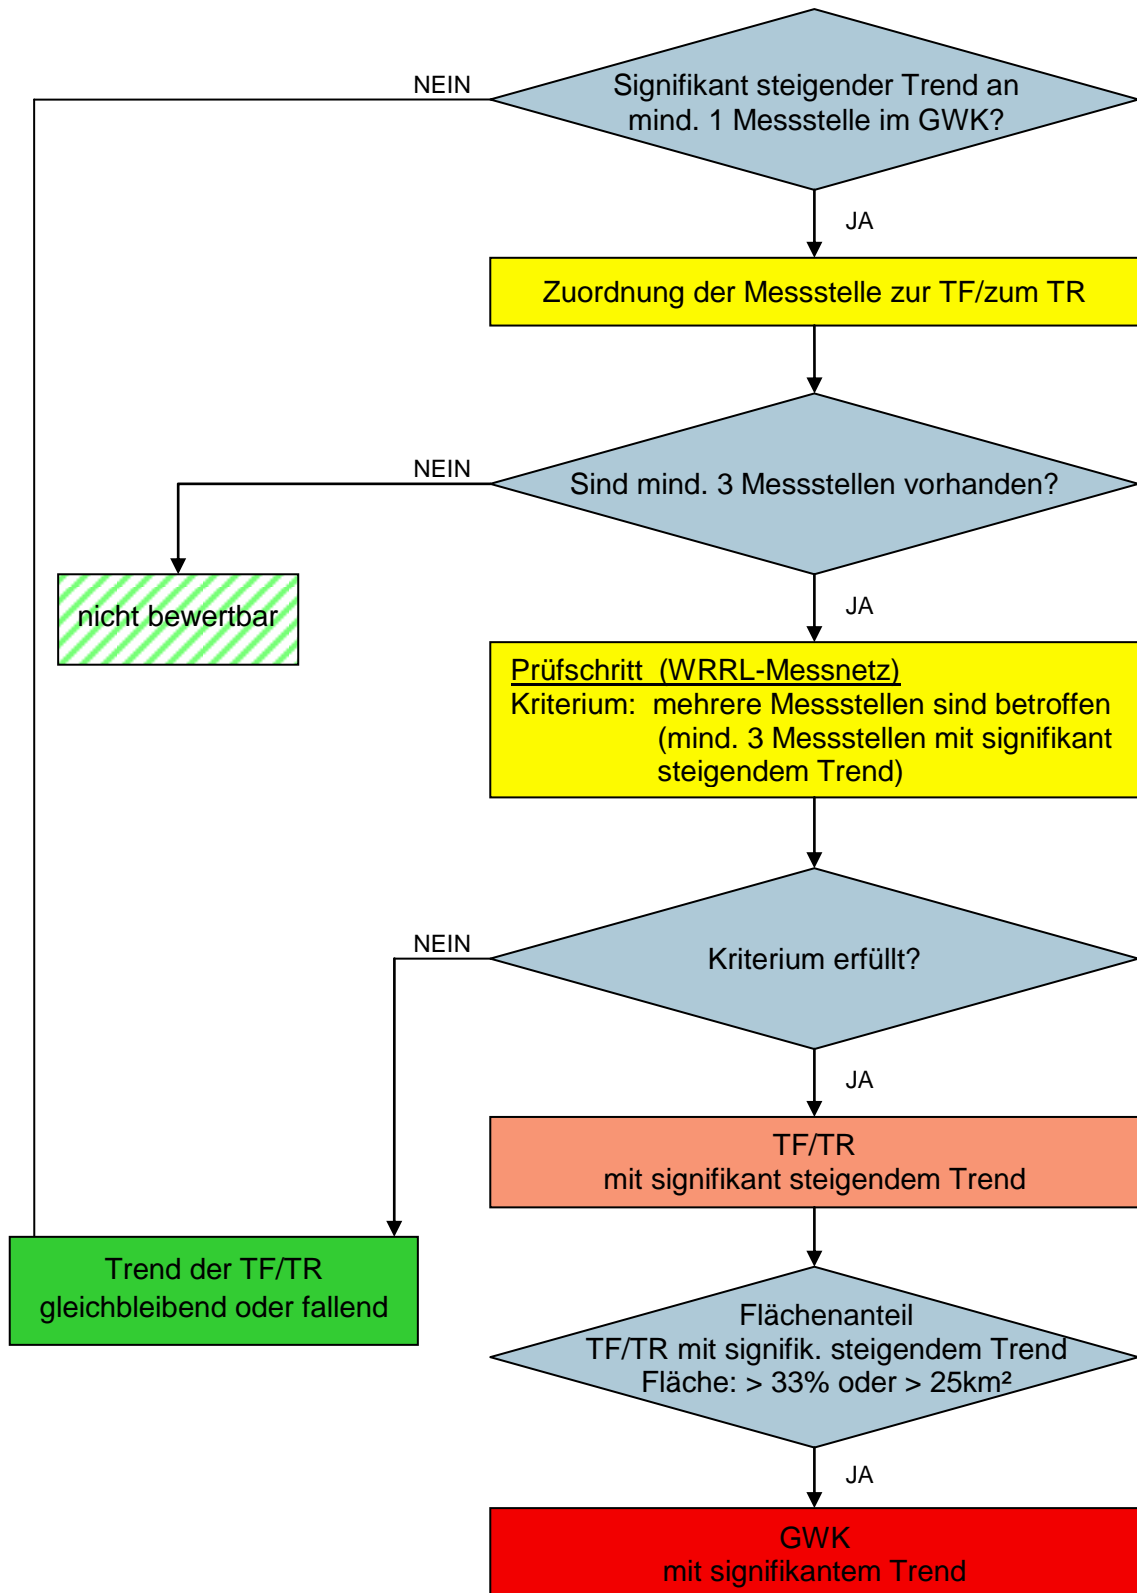 NEIN
Signifikant steigender Trend an
mind. 1 Messstelle im GWK?
JA
Zuordnung der Messstelle zur TF/zum TR
NEIN
Sind mind. 3 Messstellen vorhanden?
nicht bewertbar
JA
Prüfschritt (WRRL-Messnetz)
Kriterium: mehrere Messstellen sind betroffen
(mind. 3 Messstellen mit signifikant
steigendem Trend)
NEIN
Kriterium erfüllt?
JA
TF/TR
mit signifikant steigendem Trend
Trend der TF/TR
gleichbleibend oder fallend
Flächenanteil
TF/TR mit signifik. steigendem Trend
Fläche: > 33% oder > 25km²
JA
GWK
mit signifikantem Trend